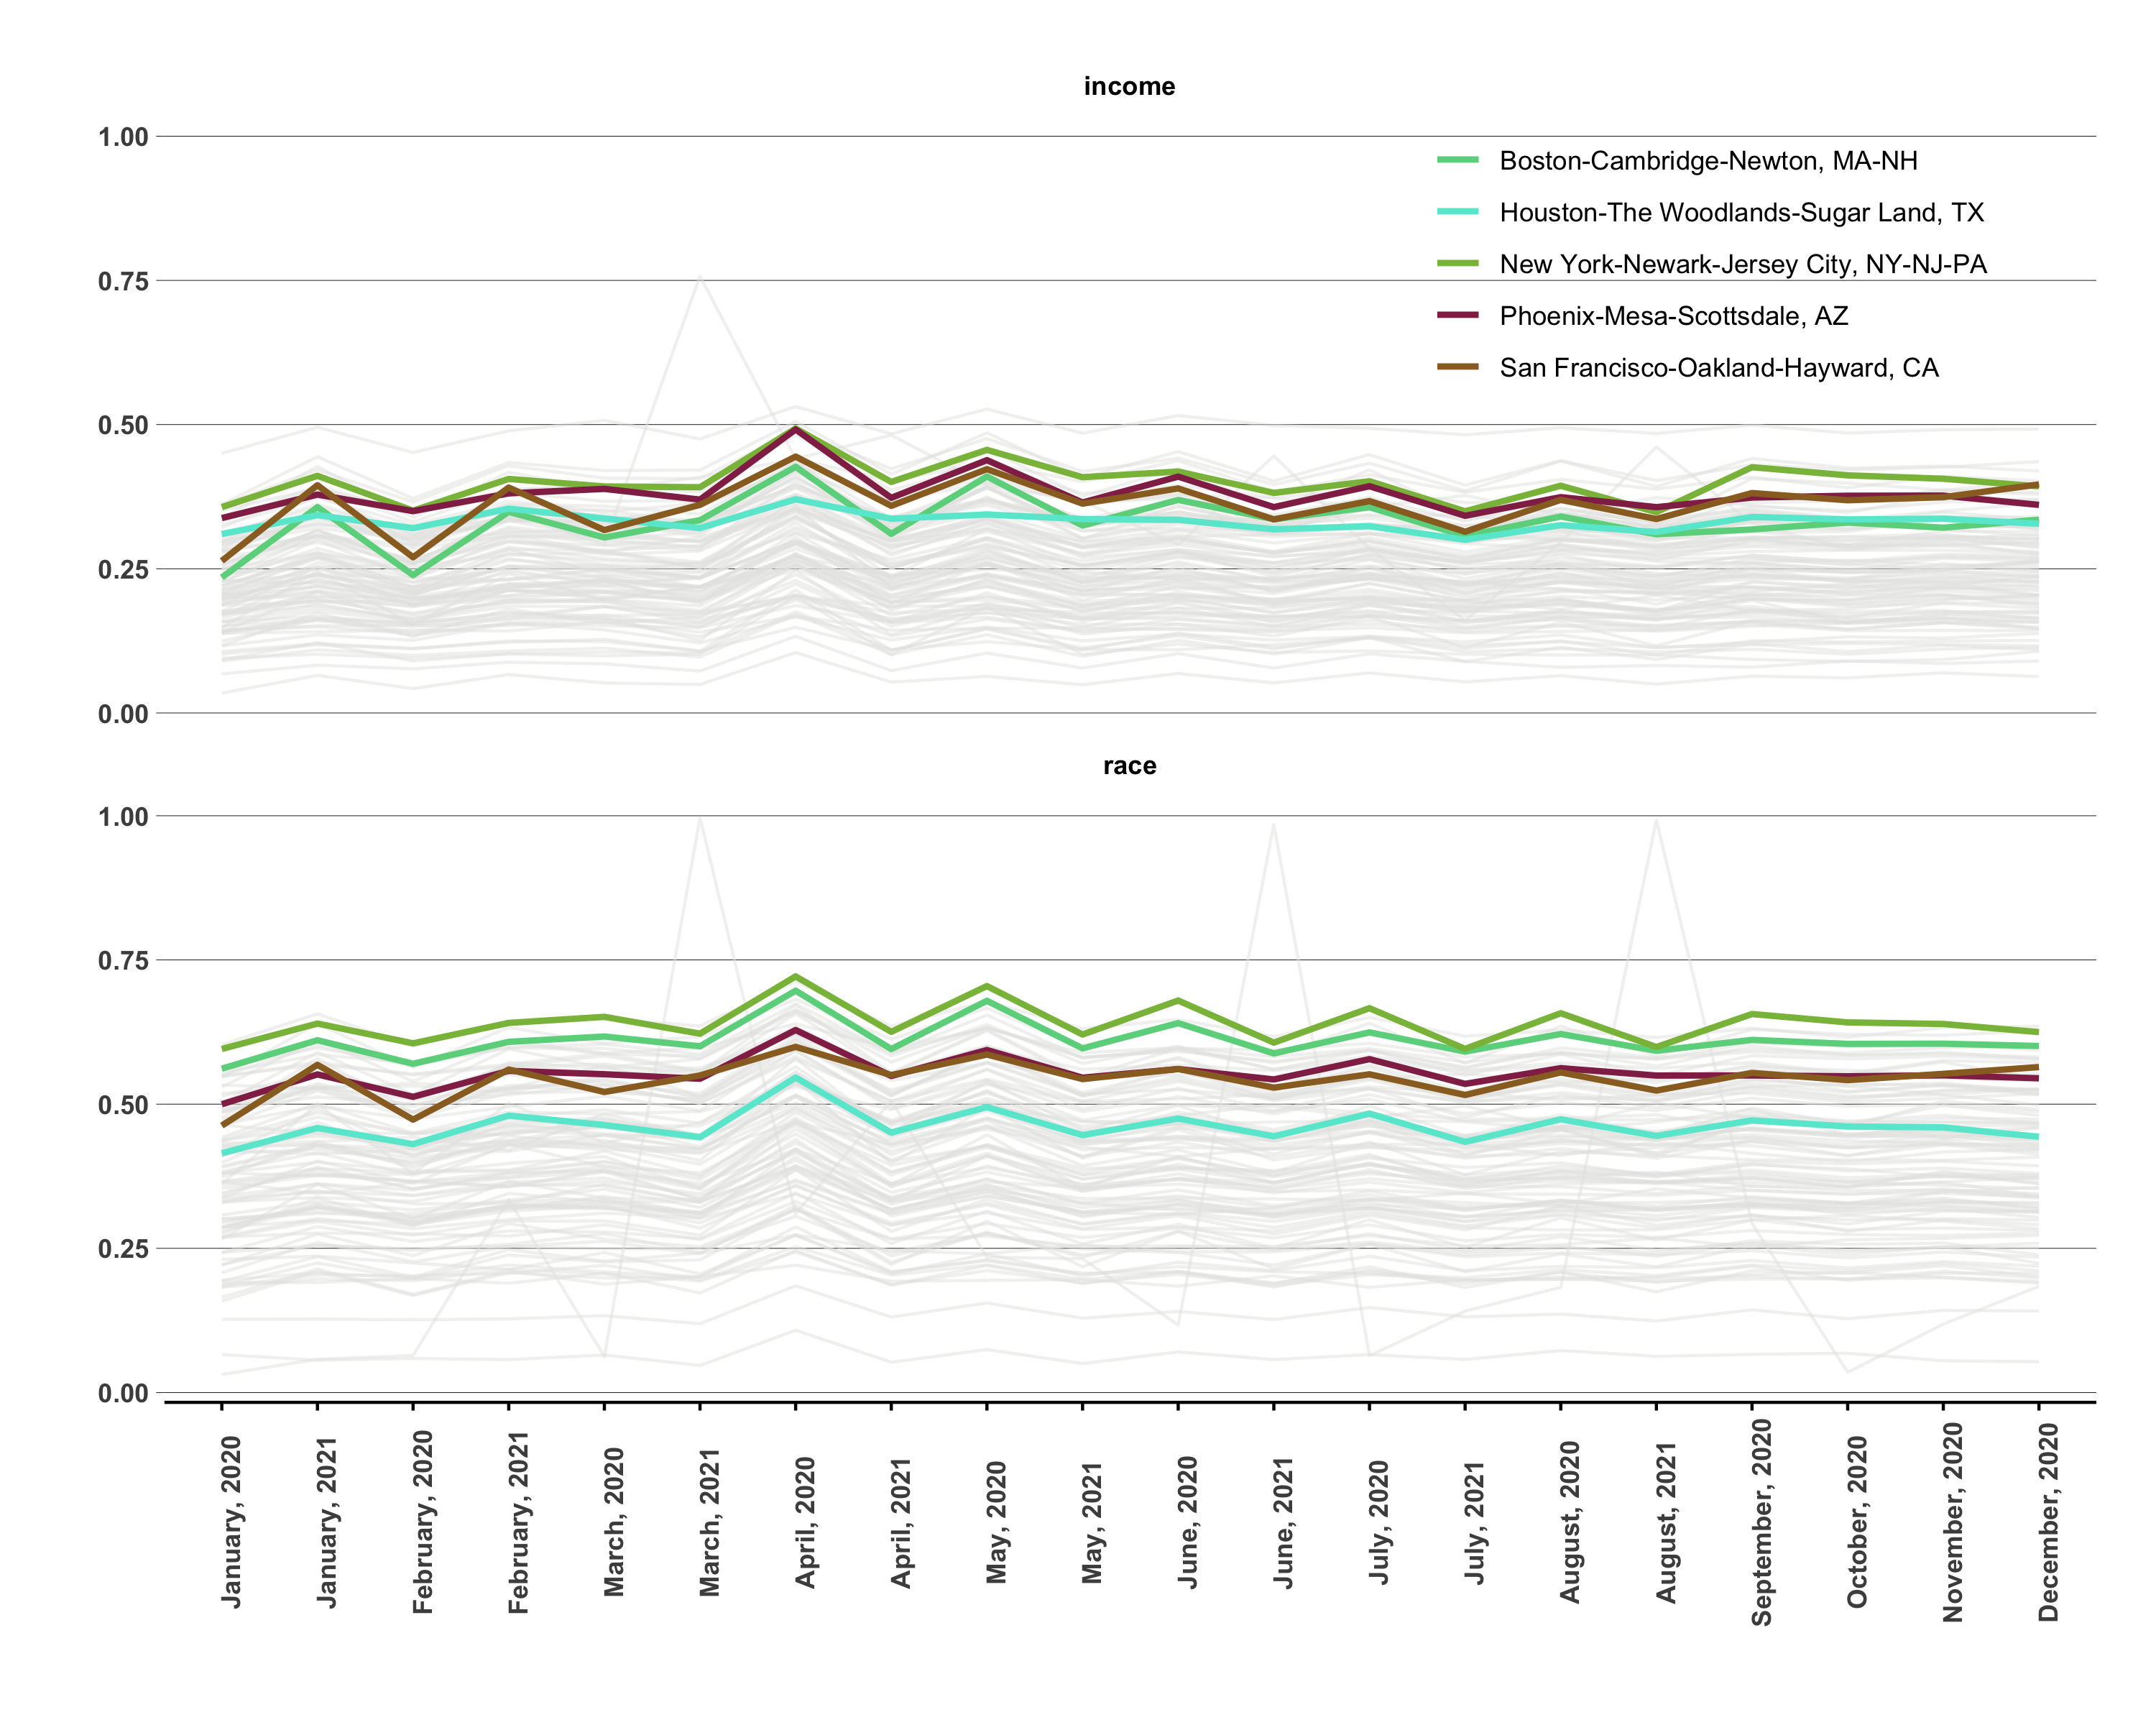 income
1.00
0.75
0.50
0.25
0.00
Boston-Cambridge-Newton, MA-NH
Houston-The Woodlands-Sugar Land, TX
New York-Newark-Jersey City, NY-NJ-PA
Phoenix-Mesa-Scottsdale, AZ
San Francisco-Oakland-Hayward, CA
race
1.00
0.75
0.50
0.25
0.00
January, 2020
January, 2021
February, 2020
February, 2021
March, 2020
March, 2021
April, 2020
April, 2021
May, 2020
May, 2021
June, 2020
June, 2021
July, 2020
July, 2021
August, 2020
August, 2021
September, 2020
October, 2020
November, 2020
December, 2020